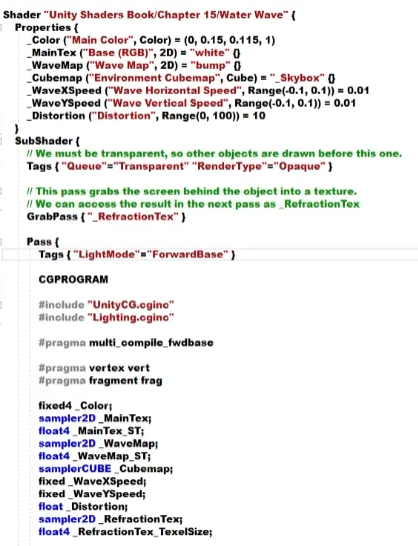 Shader "Unity Shaders Book/Chapter 15/Water Wave" {
Properties {
_Color ("Main Color", Color) = (0, 0.15, 0.115, 1)
_MainTex ("Base (RGB)", 2D) = "white" {}
_WaveMap ("Wave Map", 2D) = "bump" {}
_Cubemap ("Environment Cubemap", Cube) = "_Skybox" {}
_WaveXSpeed ("Wave Horizontal Speed", Range(-0.1, 0.1)) = 0.01
_WaveYSpeed ("Wave Vertical Speed", Range(-0.1, 0.1)) = 0.01
_Distortion ("Distortion", Range(0, 100)) = 10
}
SubShader {
// We must be transparent, so other objects are drawn before this one.
Tags { "Queue"="Transparent" "RenderType"="Opaque" }
// This pass grabs the screen behind the object into a texture.
// We can access the result in the next pass as _RefractionTex
GrabPass { "_RefractionTex" }
Pass {
Tags { "LightMode"="ForwardBase" }
CGPROGRAM
#include "UnityCG.cginc"
#include "Lighting.cginc"
#pragma multi_compile_fwdbase
#pragma vertex vert
#pragma fragment frag
fixed4 _Color;
sampler2D _MainTex;
float4 _MainTex_ST;
sampler2D _WaveMap;
float4 _WaveMap_ST;
samplerCUBE _Cubemap;
fixed _WaveXSpeed;
fixed _WaveYSpeed;
float _Distortion;
sampler2D _RefractionTex;
float4 _RefractionTex_TexelSize;